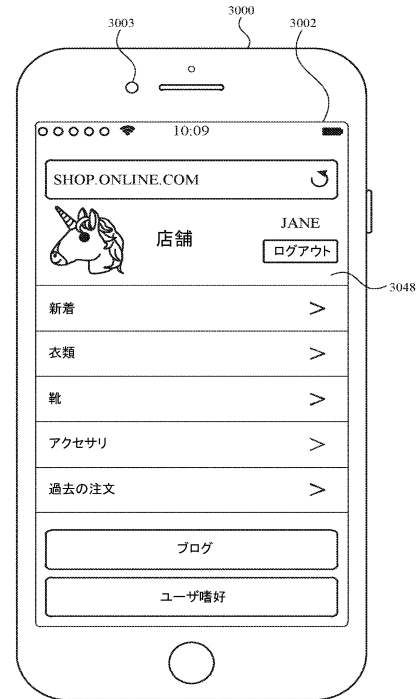 3003
3000
3002
10:09
SHOP.ONLINE.COM
店舗
JANE
ログアウト
3048
新着 >
衣類 >
靴 >
アクセサリ >
過去の注文 >
ブログ
ユーザ嗜好